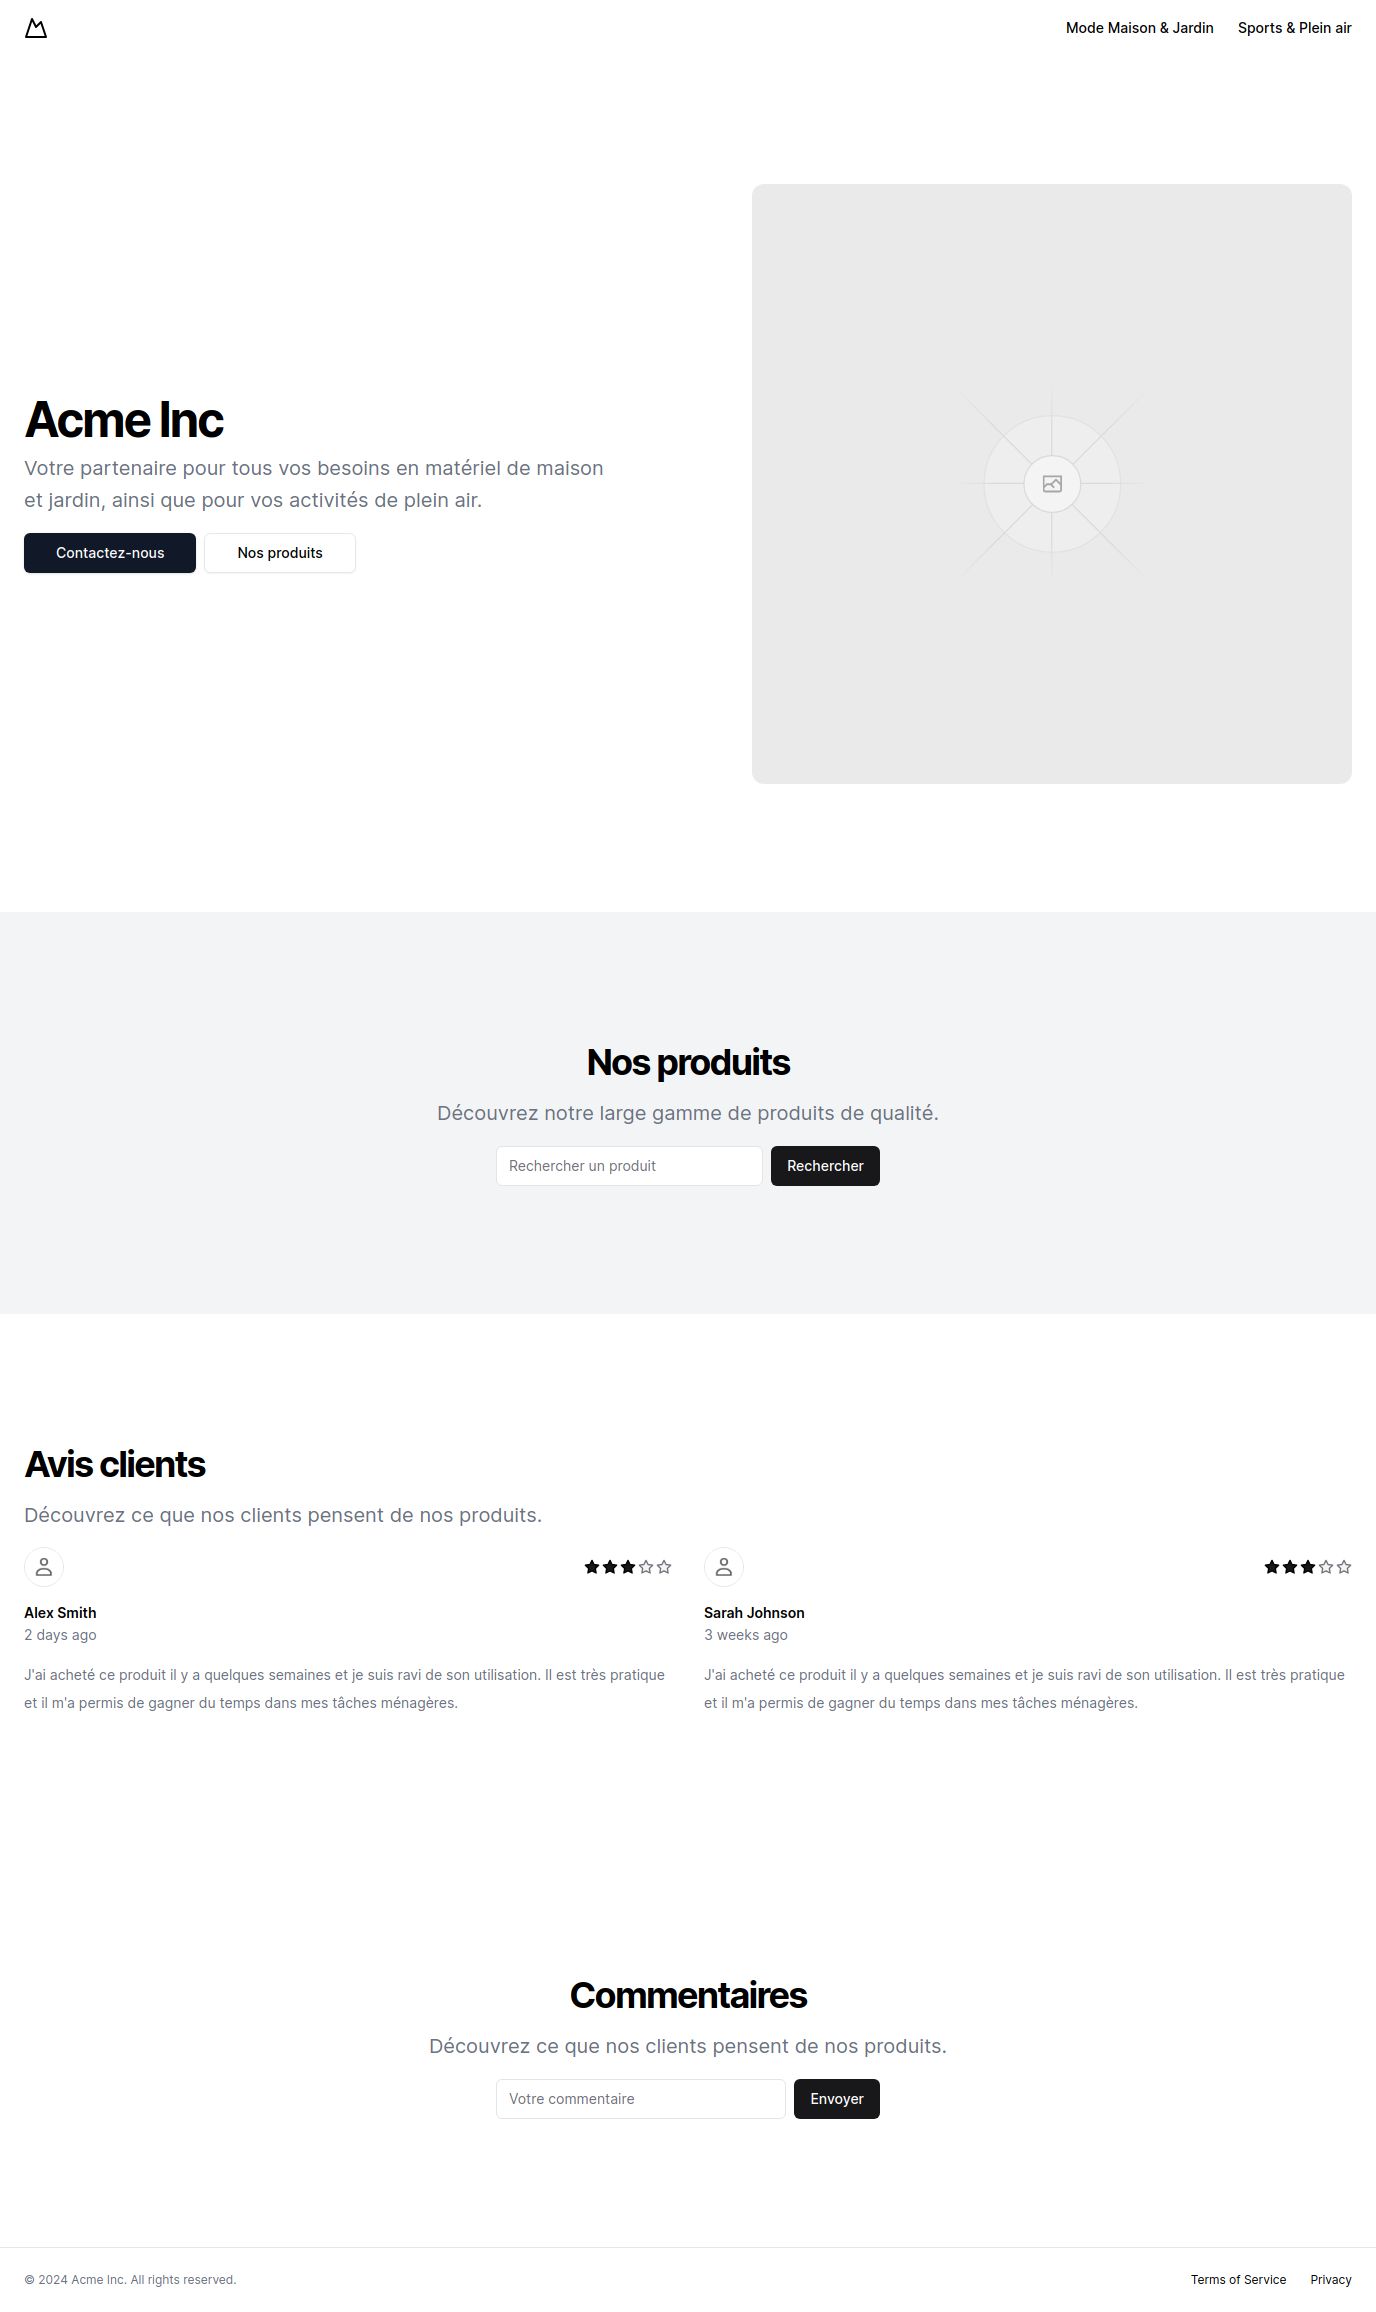 Mode Maison & Jardin
Sports & Plein air
Acme Inc
Votre partenaire pour tous vos besoins en matériel de maison
et jardin, ainsi que pour vos activités de plein air.
Contactez-nous
Nos produits
Nos produits
Découvrez notre large gamme de produits de qualité.
Rechercher un produit
Rechercher
Avis clients
Découvrez ce que nos clients pensent de nos produits.
Alex Smith
2 days ago
J'ai acheté ce produit il y a quelques semaines et je suis ravi de son utilisation. Il est très pratique
et il m'a permis de gagner du temps dans mes tâches ménagères.
Sarah Johnson
3 weeks ago
J'ai acheté ce produit il y a quelques semaines et je suis ravi de son utilisation. Il est très pratique
et il m'a permis de gagner du temps dans mes tâches ménagères.
Commentaires
Découvrez ce que nos clients pensent de nos produits.
Votre commentaire
Envoyer
© 2024 Acme Inc. All rights reserved.
Terms of Service
Privacy